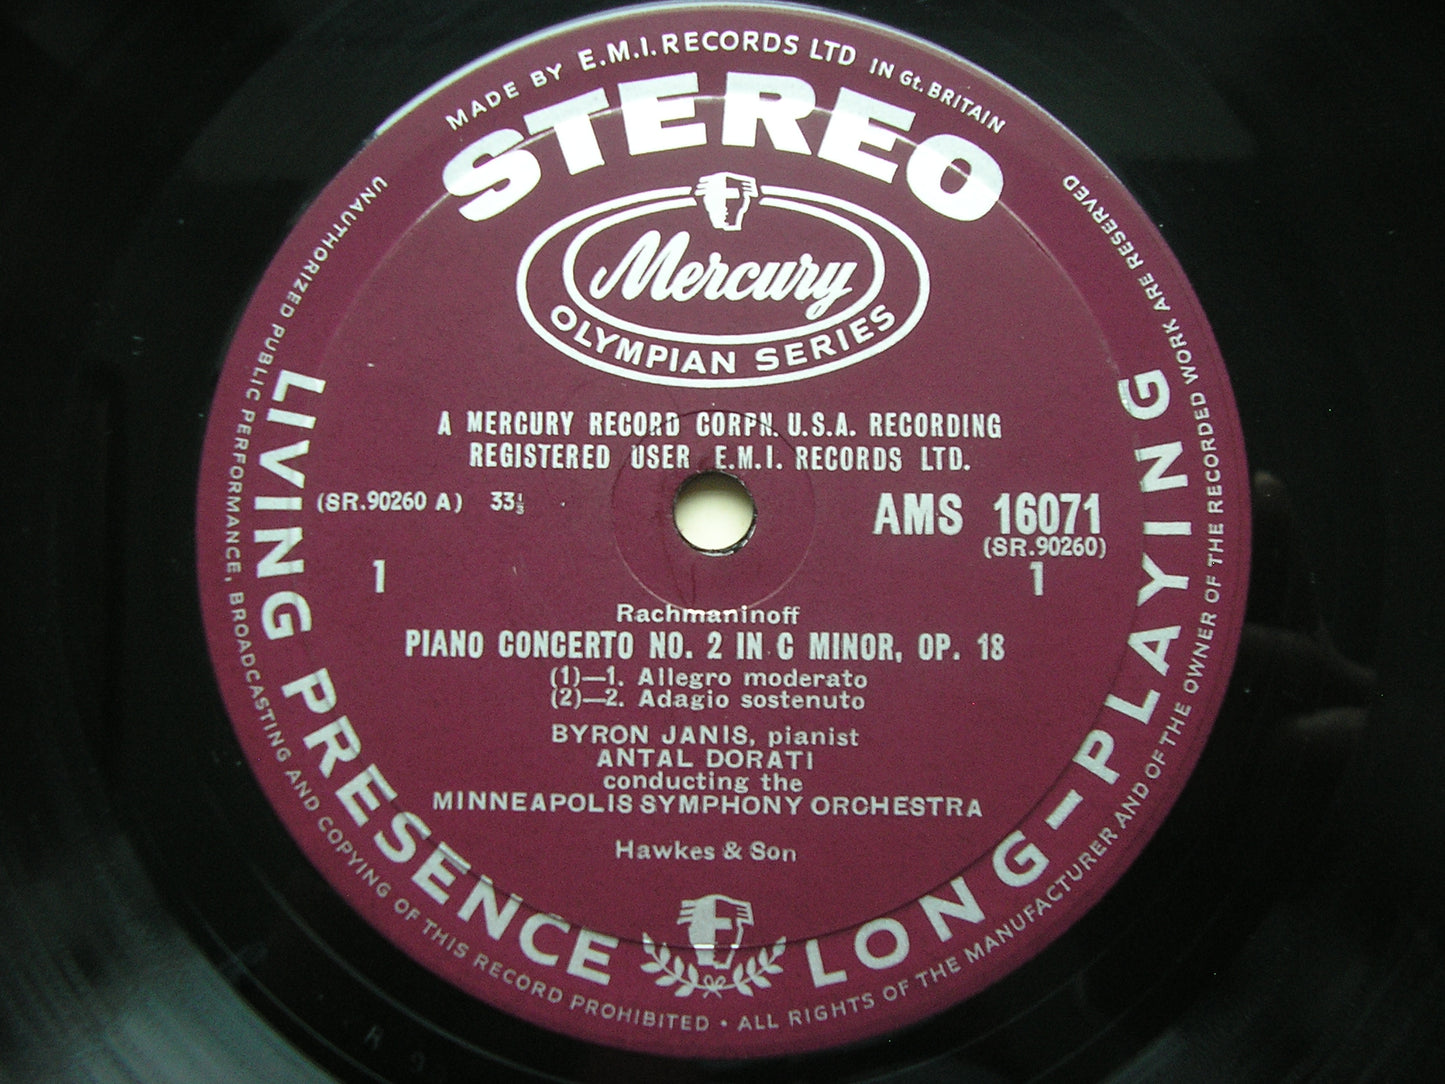 MADE BY E.M.I. RECORDS LTD IN Gt. BRITAIN
STEREO
Mercury
OLYMPIAN SERIES
A MERCURY RECORD CORPN. U.S.A. RECORDING
REGISTERED USER E.M.I. RECORDS LTD.
(SR.90260 A) 33⅓
AMS 16071
(SR.90260)
1
1
Rachmaninoff
PIANO CONCERTO NO. 2 IN C MINOR, OP. 18
(1)—1. Allegro moderato
(2)—2. Adagio sostenuto
BYRON JANIS, pianist
ANTAL DORATI
conducting the
MINNEAPOLIS SYMPHONY ORCHESTRA
Hawkes & Son
LIVING PRESENCE
LONG-PLAYING
UNAUTHORIZED PUBLIC PERFORMANCE, BROADCASTING AND COPYING OF THIS RECORD PROHIBITED • ALL RIGHTS OF THE MANUFACTURER AND OF THE OWNER OF THE RECORDED WORK ARE RESERVED